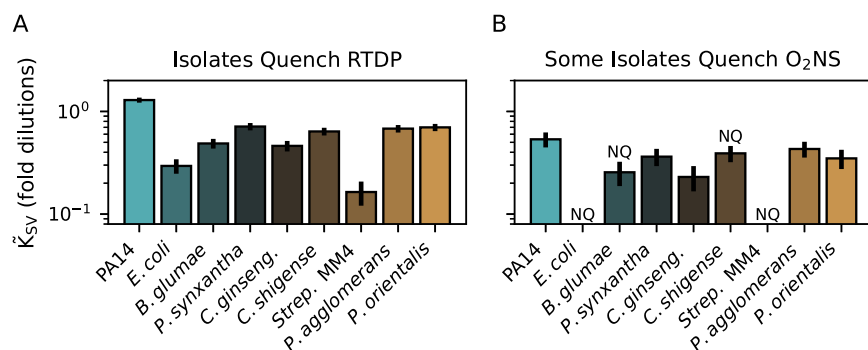 A
Isolates Quench RTDP
K̃SV (fold dilutions)
10⁰
10⁻¹
PA14
E. coli
B. glumae
P. synxantha
C. ginseng.
C. shigense
Strep. MM4
P. agglomerans
P. orientalis
B
Some Isolates Quench O₂NS
NQ
NQ
NQ
NQ
PA14
E. coli
B. glumae
P. synxantha
C. ginseng.
C. shigense
Strep. MM4
P. agglomerans
P. orientalis